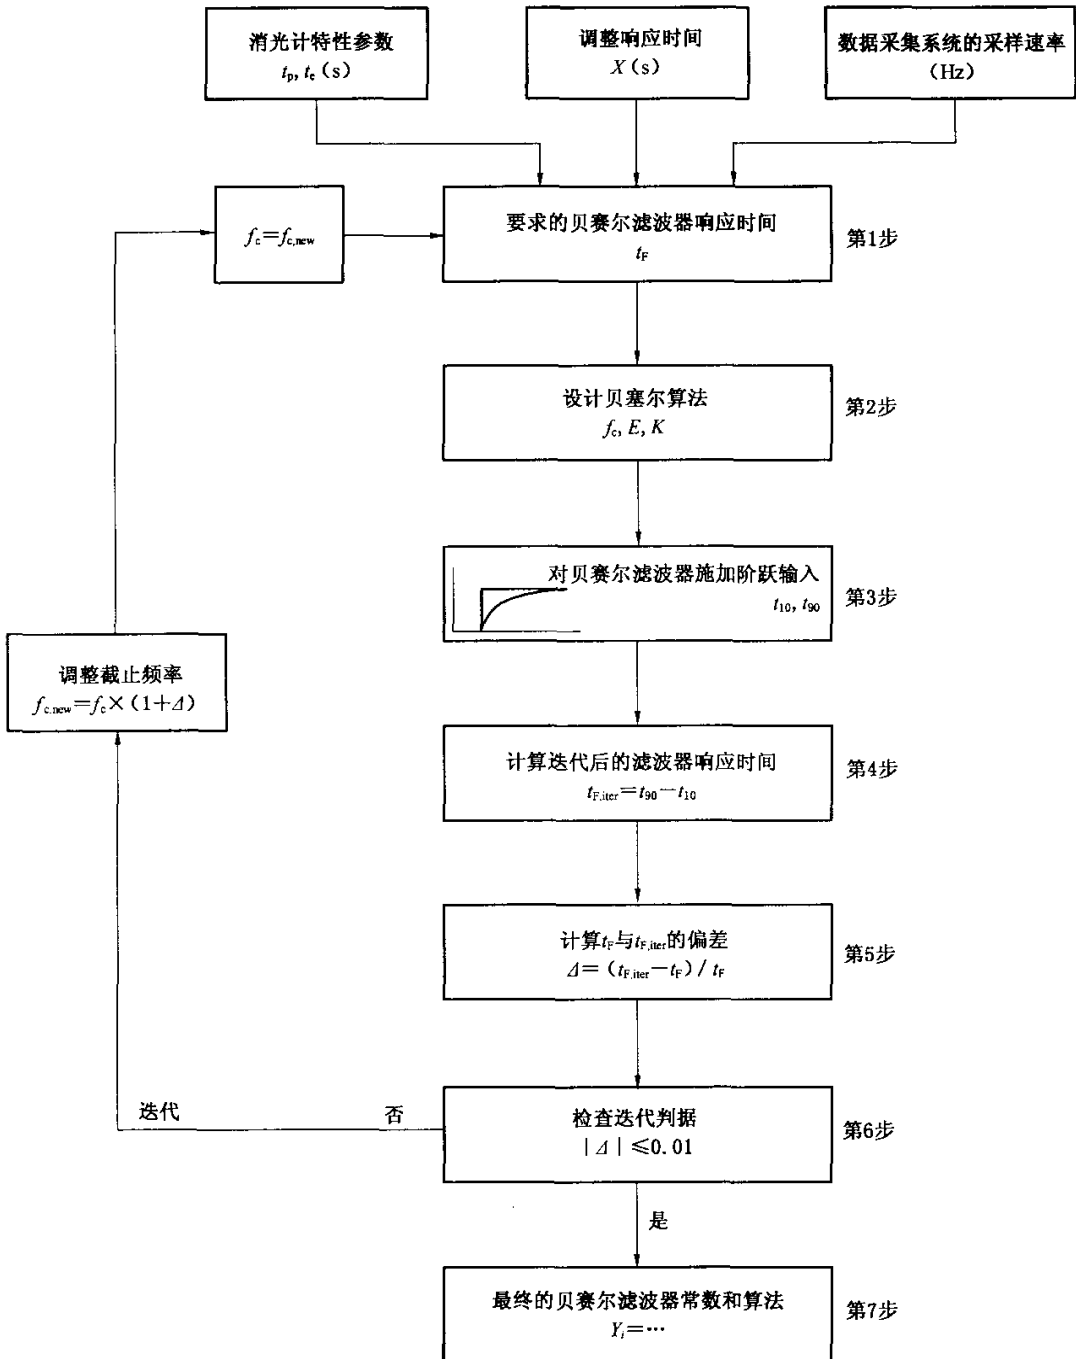 消光计特性参数
tp, te (s)
调整响应时间
X (s)
数据采集系统的采样速率
(Hz)
fc=fc,new
要求的贝赛尔滤波器响应时间
tF
第1步
设计贝塞尔算法
fc, E, K
第2步
对贝赛尔滤波器施加阶跃输入
t10, t90
第3步
调整截止频率
fc,new=fc×(1+Δ)
计算迭代后的滤波器响应时间
tF,iter=t90-t10
第4步
计算tF与tF,iter的偏差
Δ=(tF,iter-tF)/tF
第5步
迭代
否
检查迭代判据
|Δ|≤0.01
第6步
是
最终的贝赛尔滤波器常数和算法
Yi=…
第7步